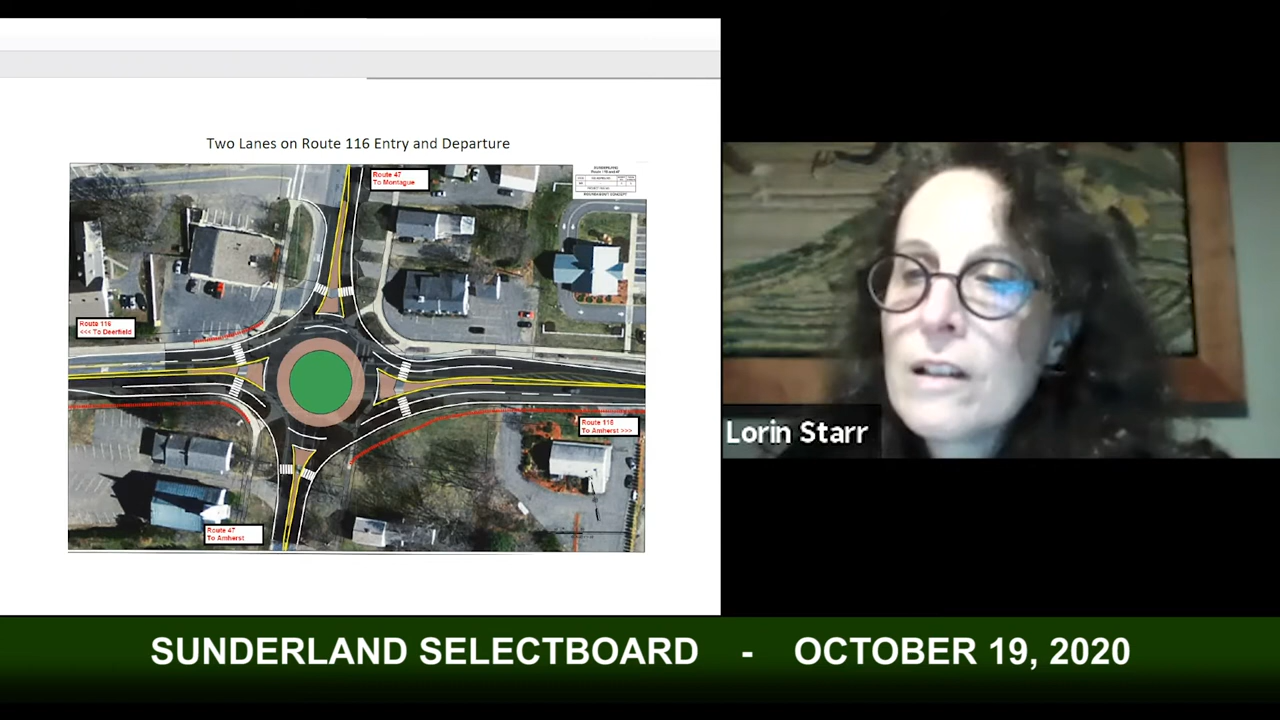 Two Lanes on Route 116 Entry and Departure
Route 47
To Montague
SUNDERLAND
Route 116
<<< To Deerfield
Route 116
To Amherst >>>
Route 47
To Amherst
Lorin Starr
SUNDERLAND SELECTBOARD - OCTOBER 19, 2020